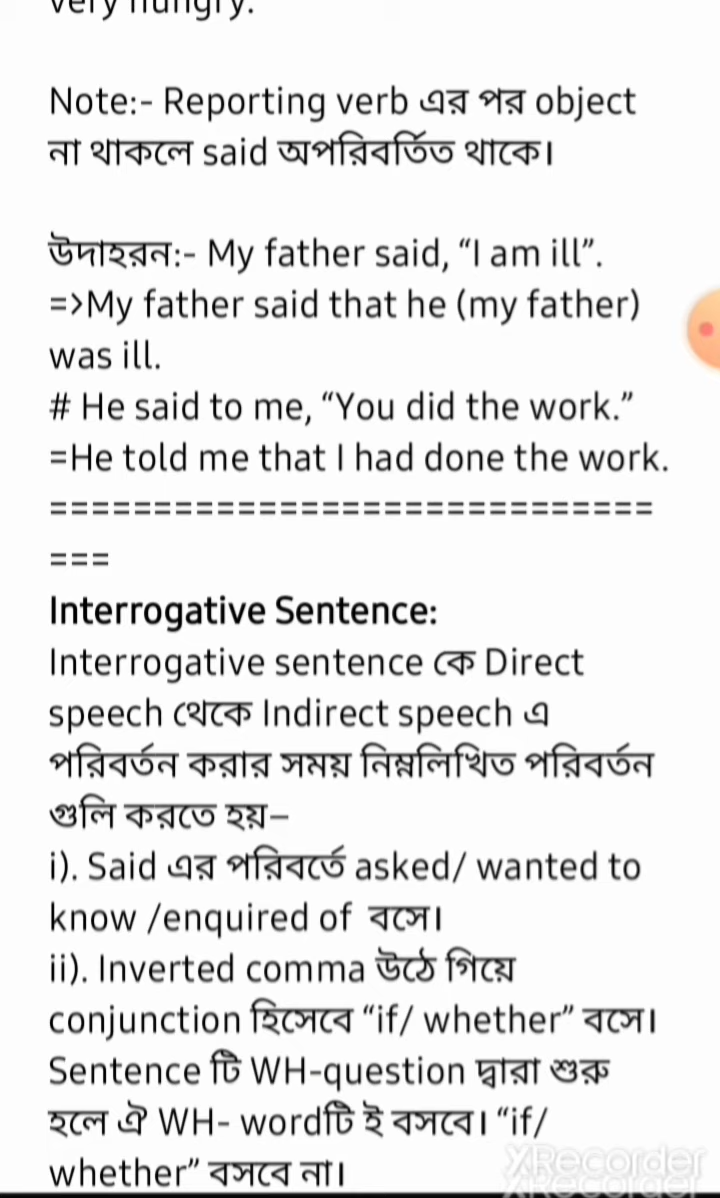 very hungry.
Note:- Reporting verb এর পর object
না থাকলে said অপরিবর্তিত থাকে।
উদাহরন:- My father said, “I am ill”.
=>My father said that he (my father)
was ill.
# He said to me, “You did the work.”
=He told me that I had done the work.
=============================
===
Interrogative Sentence:
Interrogative sentence কে Direct
speech থেকে Indirect speech এ
পরিবর্তন করার সময় নিম্নলিখিত পরিবর্তন
গুলি করতে হয়–
i). Said এর পরিবর্তে asked/ wanted to
know /enquired of বসে।
ii). Inverted comma উঠে গিয়ে
conjunction হিসেবে “if/ whether” বসে।
Sentence টি WH-question দ্বারা শুরু
হলে ঐ WH- wordটি ই বসবে। “if/
whether” বসবে না।
XRecorder
XRecorder